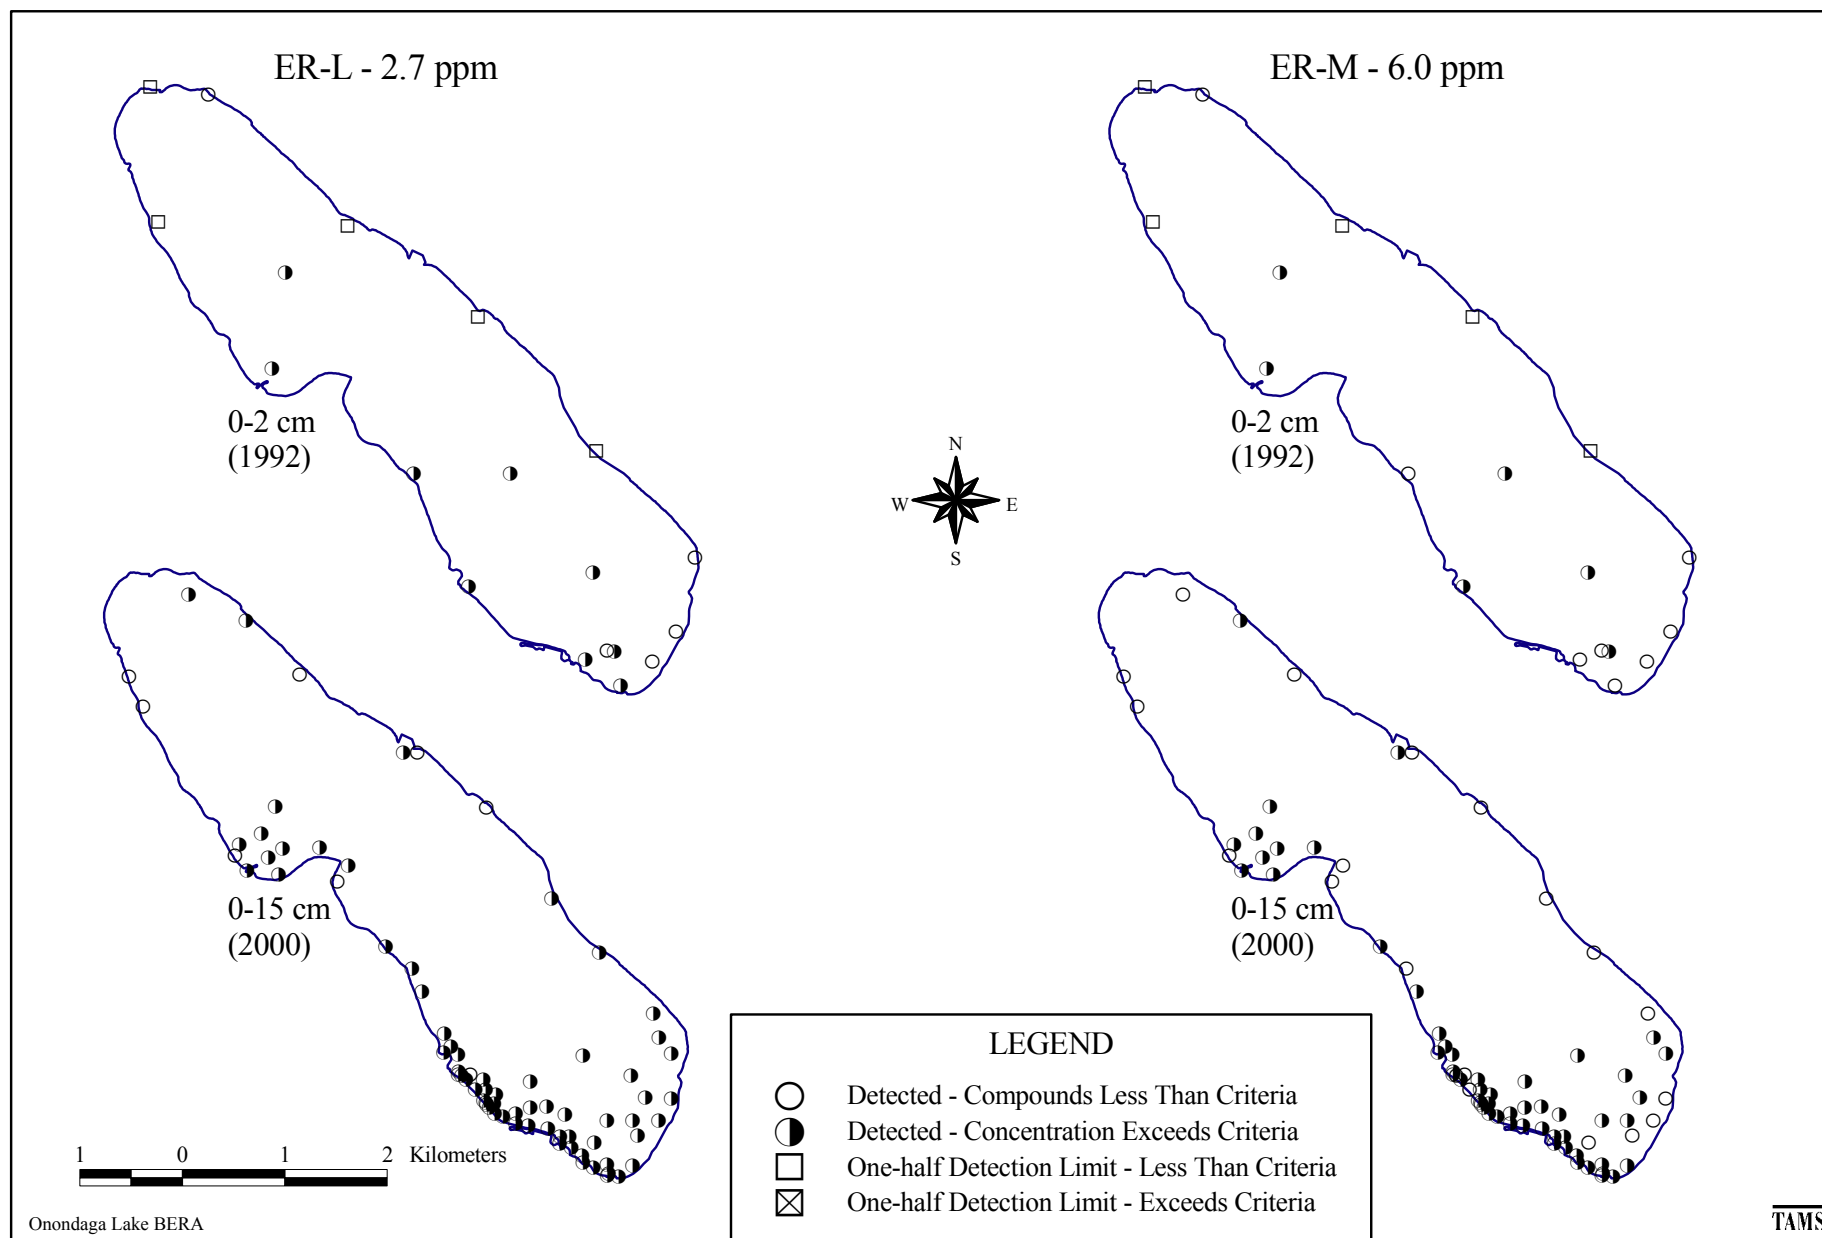 ER-L - 2.7 ppm
ER-M - 6.0 ppm
0-2 cm
(1992)
0-2 cm
(1992)
N
W
E
S
0-15 cm
(2000)
0-15 cm
(2000)
LEGEND
Detected - Compounds Less Than Criteria
Detected - Concentration Exceeds Criteria
One-half Detection Limit - Less Than Criteria
One-half Detection Limit - Exceeds Criteria
1 0 1 2 Kilometers
Onondaga Lake BERA
TAMS